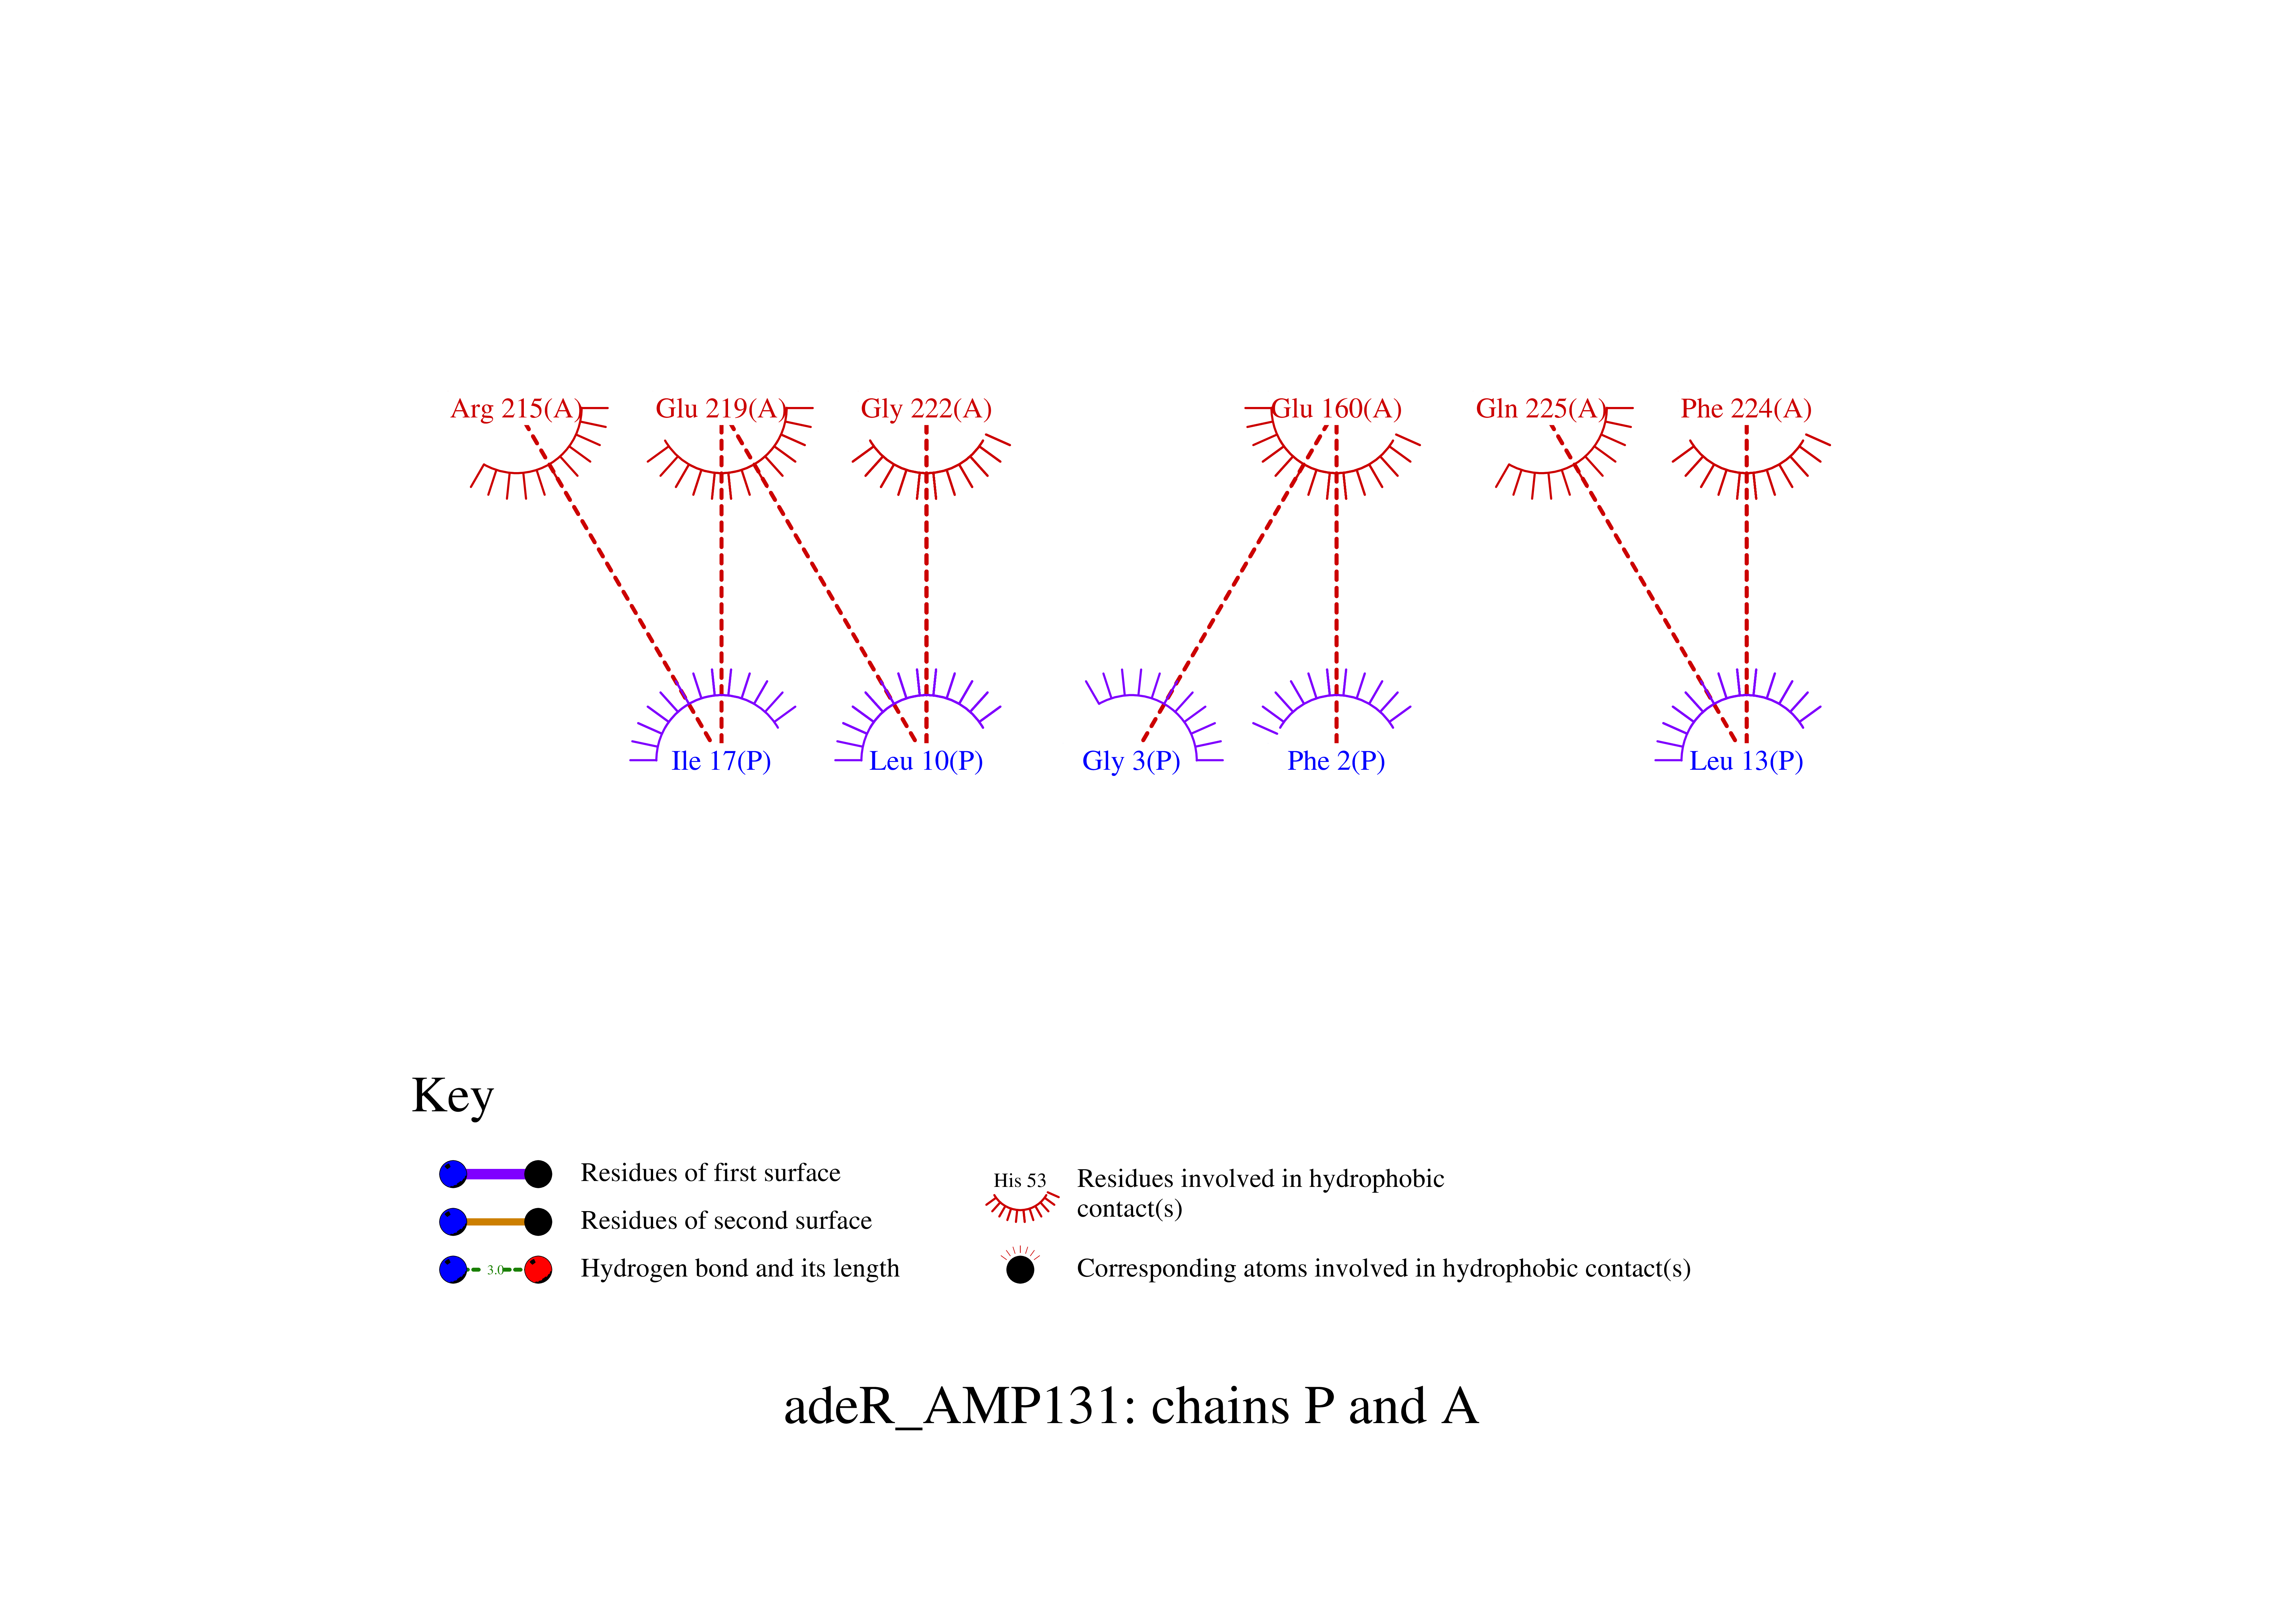 Arg 215(A) Glu 219(A) Gly 222(A) Glu 160(A) Gln 225(A) Phe 224(A)
Ile 17(P) Leu 10(P) Gly 3(P) Phe 2(P) Leu 13(P)
Key
Residues of first surface
Residues of second surface
3.0 Hydrogen bond and its length
His 53 Residues involved in hydrophobic
contact(s)
Corresponding atoms involved in hydrophobic contact(s)
adeR_AMP131: chains P and A